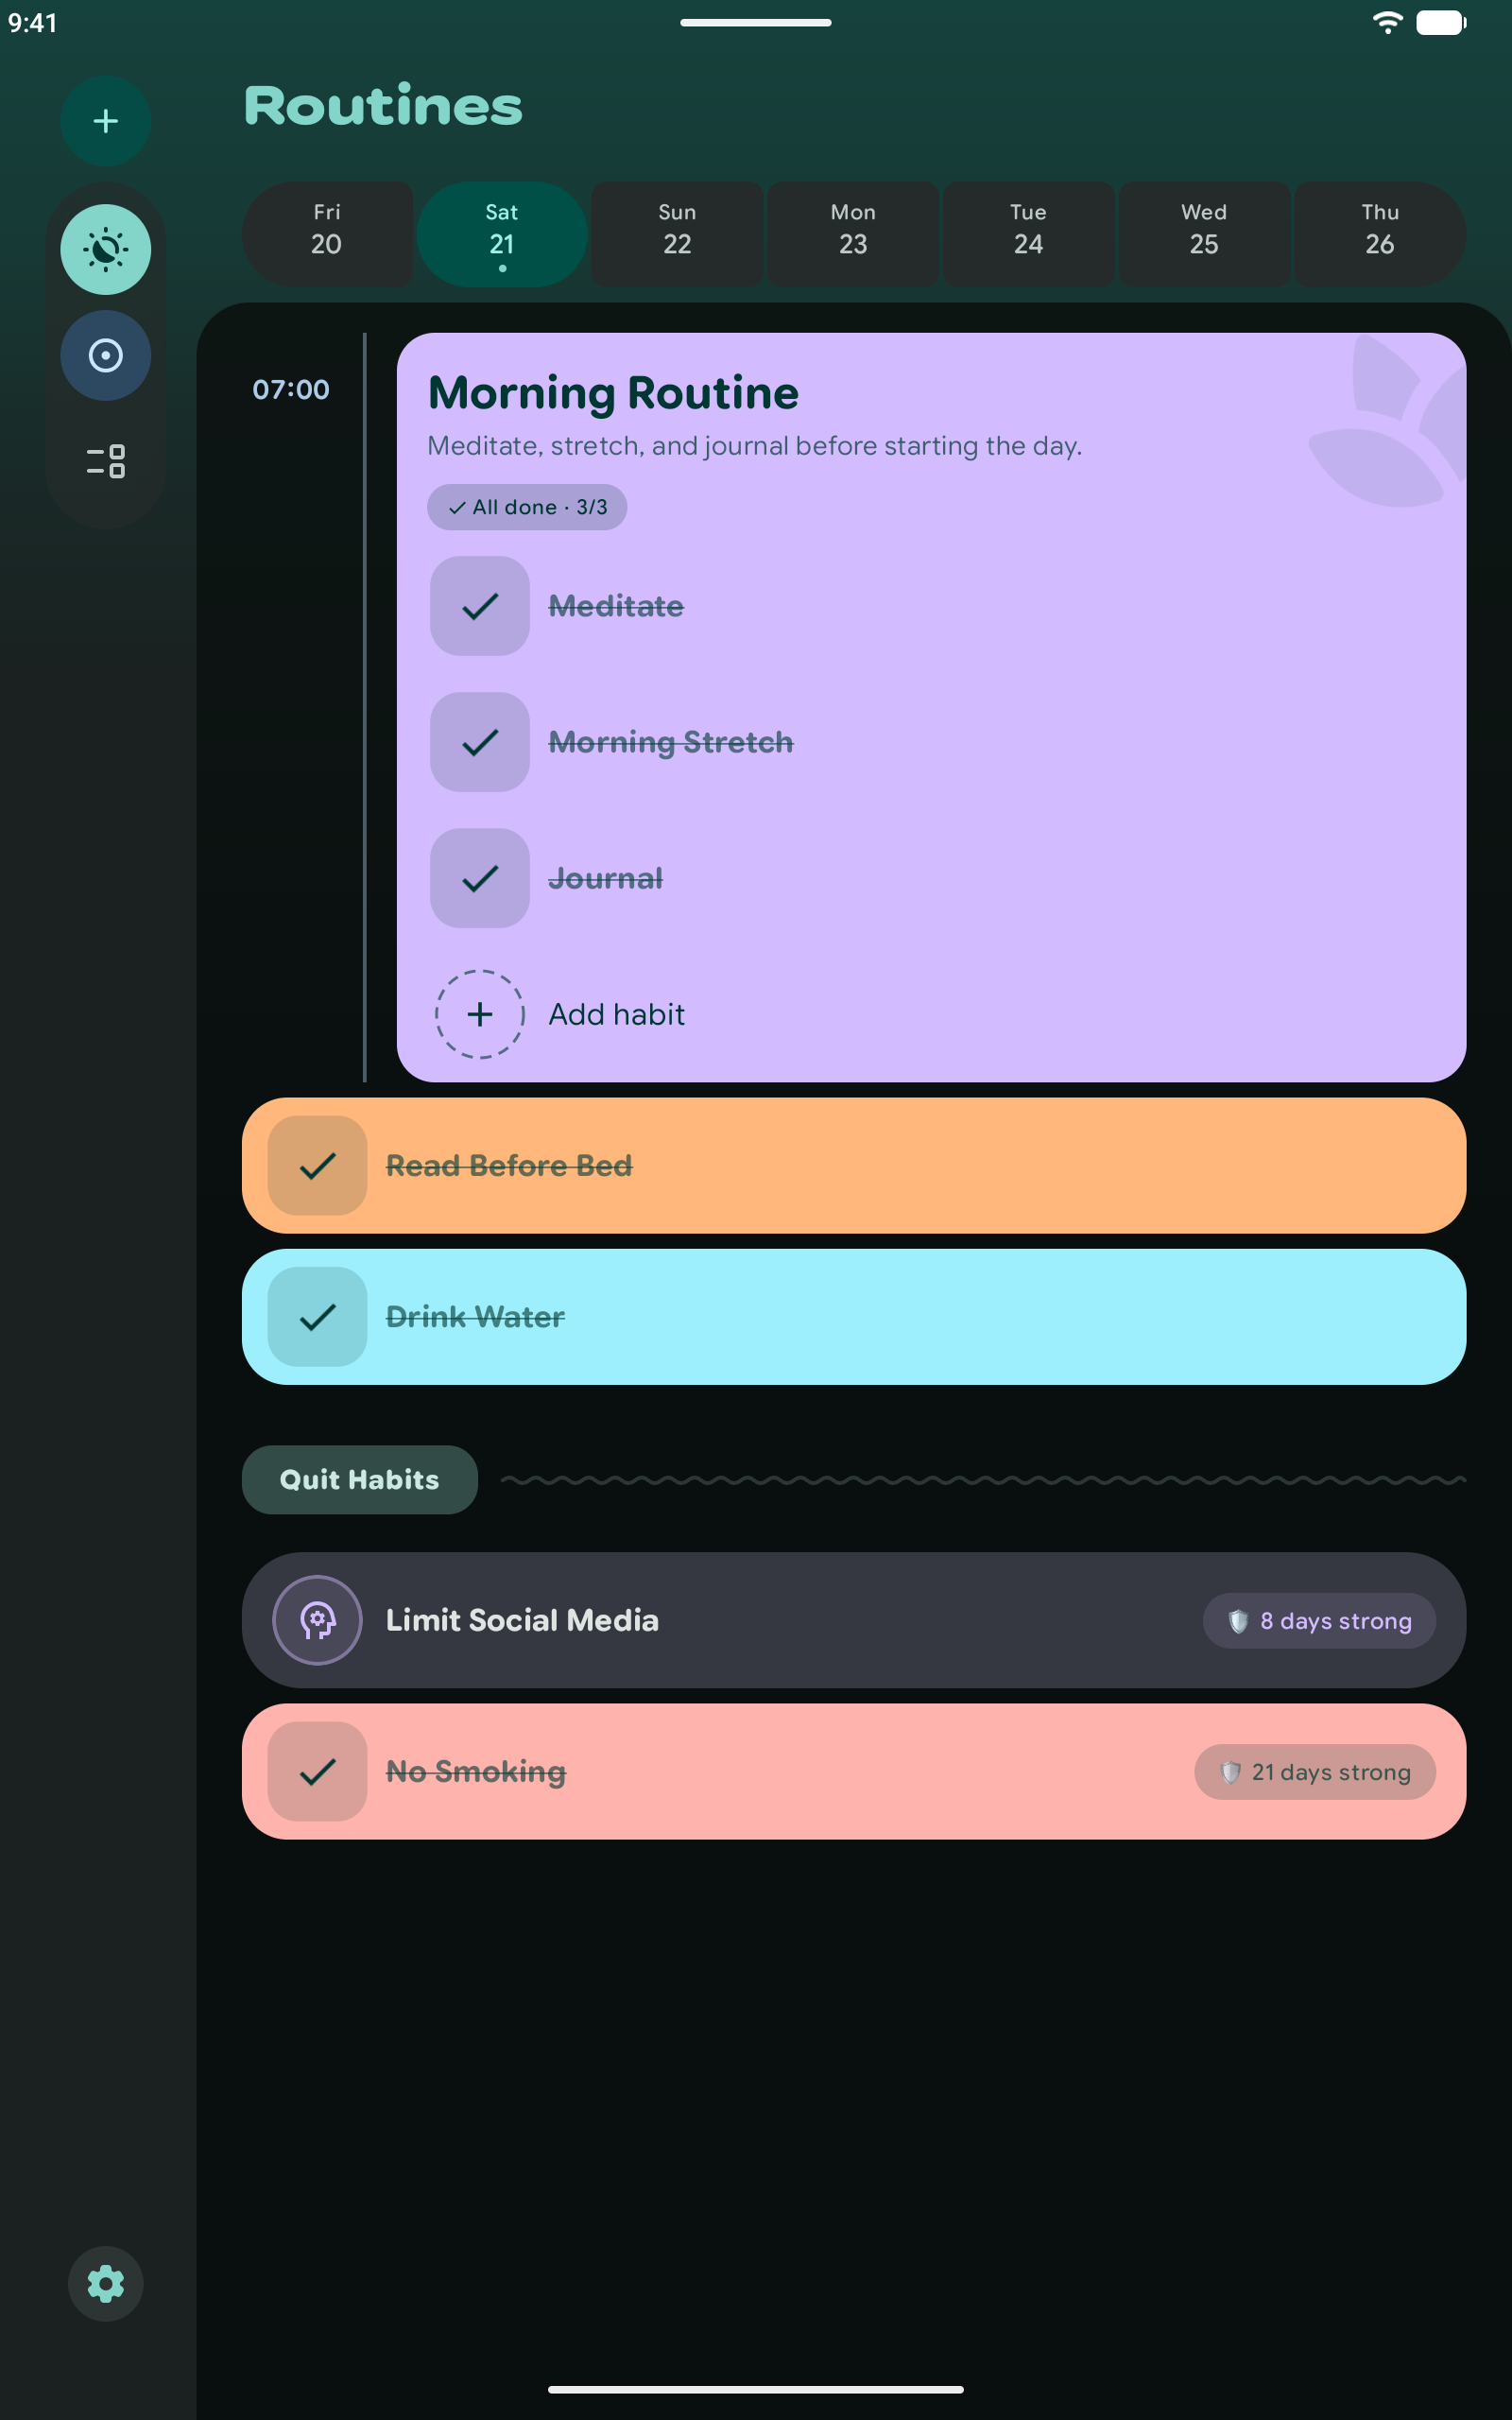 9:41
Routines
Fri
20
Sat
21
Sun
22
Mon
23
Tue
24
Wed
25
Thu
26
07:00
Morning Routine
Meditate, stretch, and journal before starting the day.
All done · 3/3
Meditate
Morning Stretch
Journal
Add habit
Read Before Bed
Drink Water
Quit Habits
Limit Social Media
8 days strong
No Smoking
21 days strong